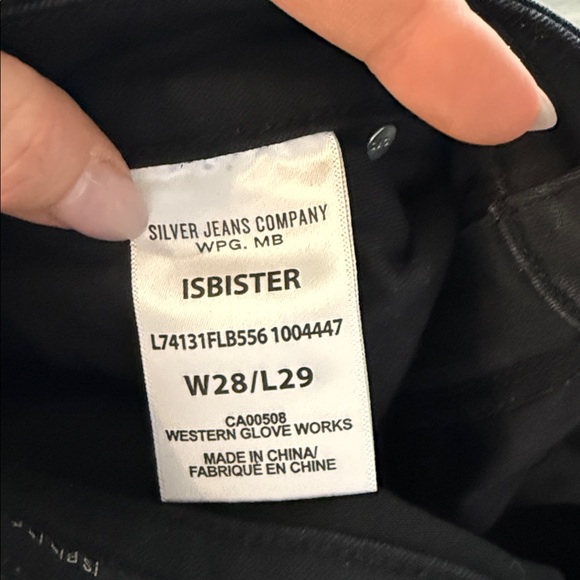 SILVER JEANS COMPANY
WPG. MB
ISBISTER
L74131FLB556 1004447
W28/L29
CA00508
WESTERN GLOVE WORKS
MADE IN CHINA/
FABRIQUÉ EN CHINE